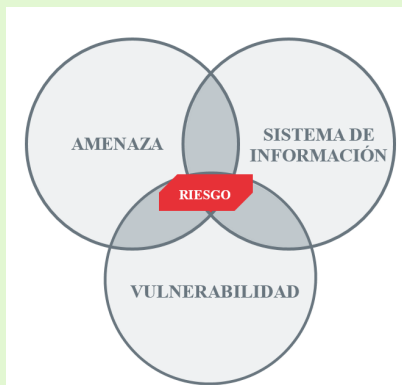 AMENAZA
SISTEMA DE
INFORMACIÓN
RIESGO
VULNERABILIDAD